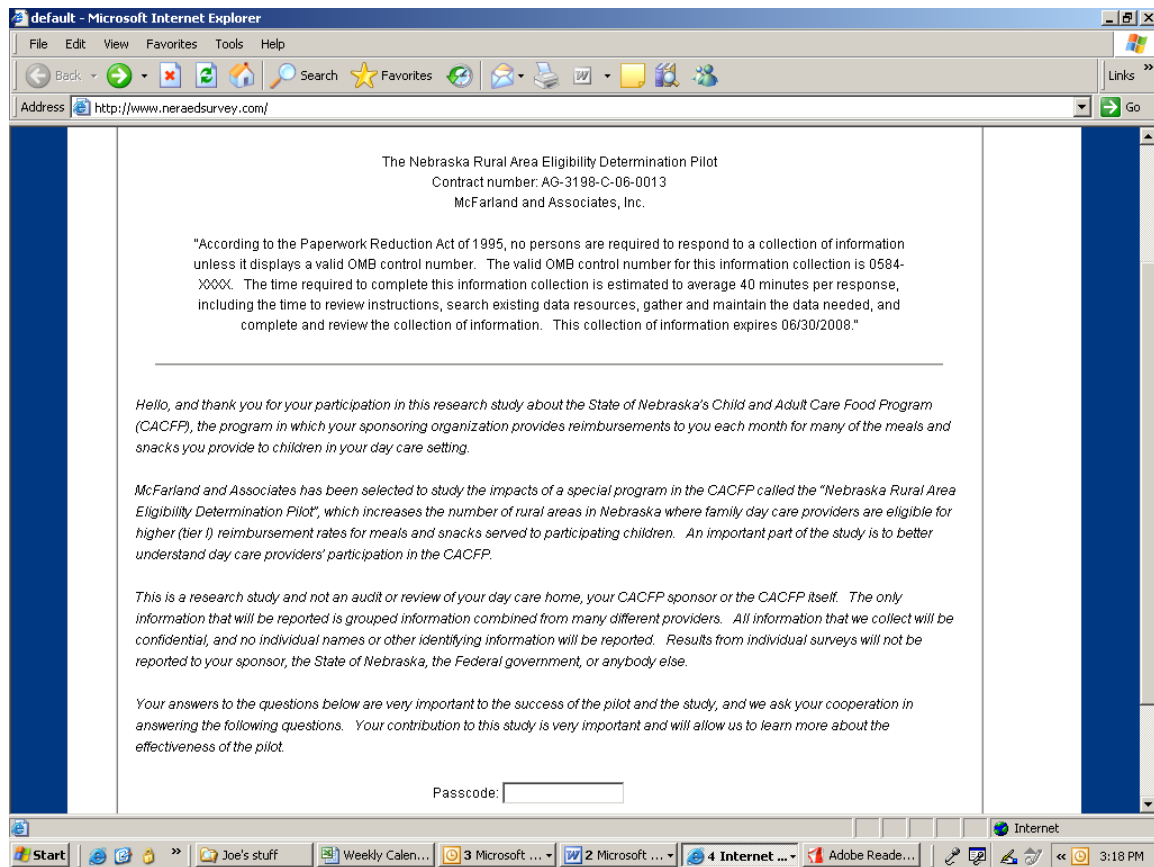 default - Microsoft Internet Explorer
File Edit View Favorites Tools Help
Back Search Favorites Links »
Address http://www.neraedsurvey.com/ Go
The Nebraska Rural Area Eligibility Determination Pilot
Contract number: AG-3198-C-06-0013
McFarland and Associates, Inc.
"According to the Paperwork Reduction Act of 1995, no persons are required to respond to a collection of information
unless it displays a valid OMB control number. The valid OMB control number for this information collection is 0584-
XXXX. The time required to complete this information collection is estimated to average 40 minutes per response,
including the time to review instructions, search existing data resources, gather and maintain the data needed, and
complete and review the collection of information. This collection of information expires 06/30/2008."
Hello, and thank you for your participation in this research study about the State of Nebraska's Child and Adult Care Food Program
(CACFP), the program in which your sponsoring organization provides reimbursements to you each month for many of the meals and
snacks you provide to children in your day care setting.
McFarland and Associates has been selected to study the impacts of a special program in the CACFP called the "Nebraska Rural Area
Eligibility Determination Pilot", which increases the number of rural areas in Nebraska where family day care providers are eligible for
higher (tier I) reimbursement rates for meals and snacks served to participating children. An important part of the study is to better
understand day care providers' participation in the CACFP.
This is a research study and not an audit or review of your day care home, your CACFP sponsor or the CACFP itself. The only
information that will be reported is grouped information combined from many different providers. All information that we collect will be
confidential, and no individual names or other identifying information will be reported. Results from individual surveys will not be
reported to your sponsor, the State of Nebraska, the Federal government, or anybody else.
Your answers to the questions below are very important to the success of the pilot and the study, and we ask your cooperation in
answering the following questions. Your contribution to this study is very important and will allow us to learn more about the
effectiveness of the pilot.
Passcode:
Internet
Start » Joe's stuff Weekly Calen... 3 Microsoft ... 2 Microsoft ... 4 Internet ... Adobe Reade... « 3:18 PM